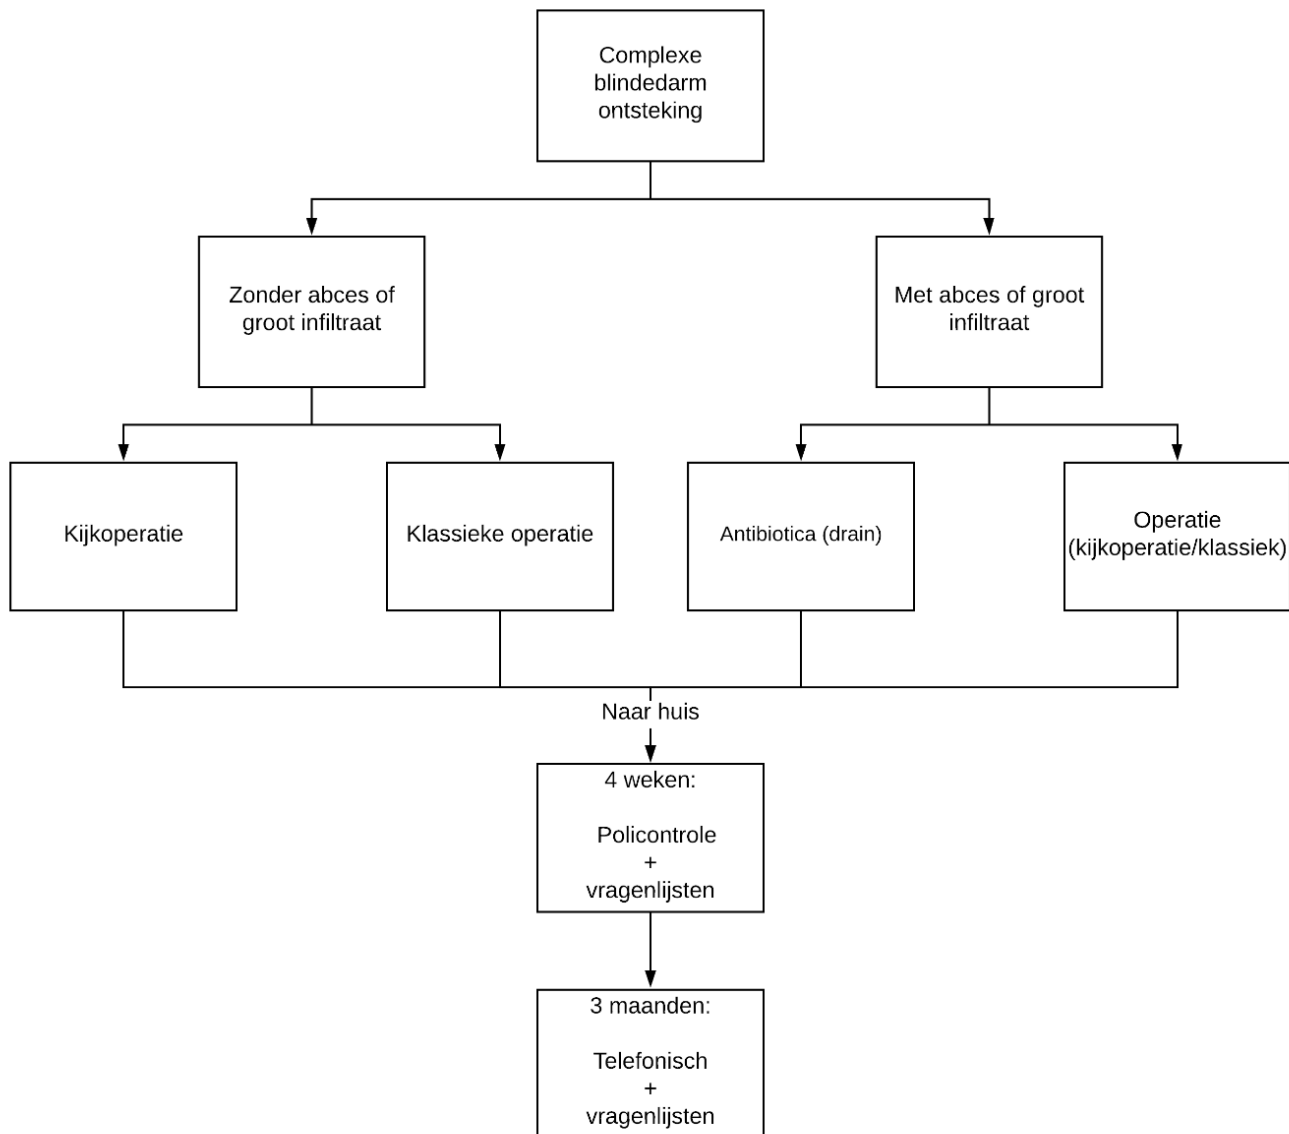 Complexe
blindedarm
ontsteking
Zonder abces of
groot infiltraat
Met abces of groot
infiltraat
Kijkoperatie
Klassieke operatie
Antibiotica (drain)
Operatie
(kijkoperatie/klassiek)
Naar huis
4 weken:
Policontrole
+
vragenlijsten
3 maanden:
Telefonisch
+
vragenlijsten